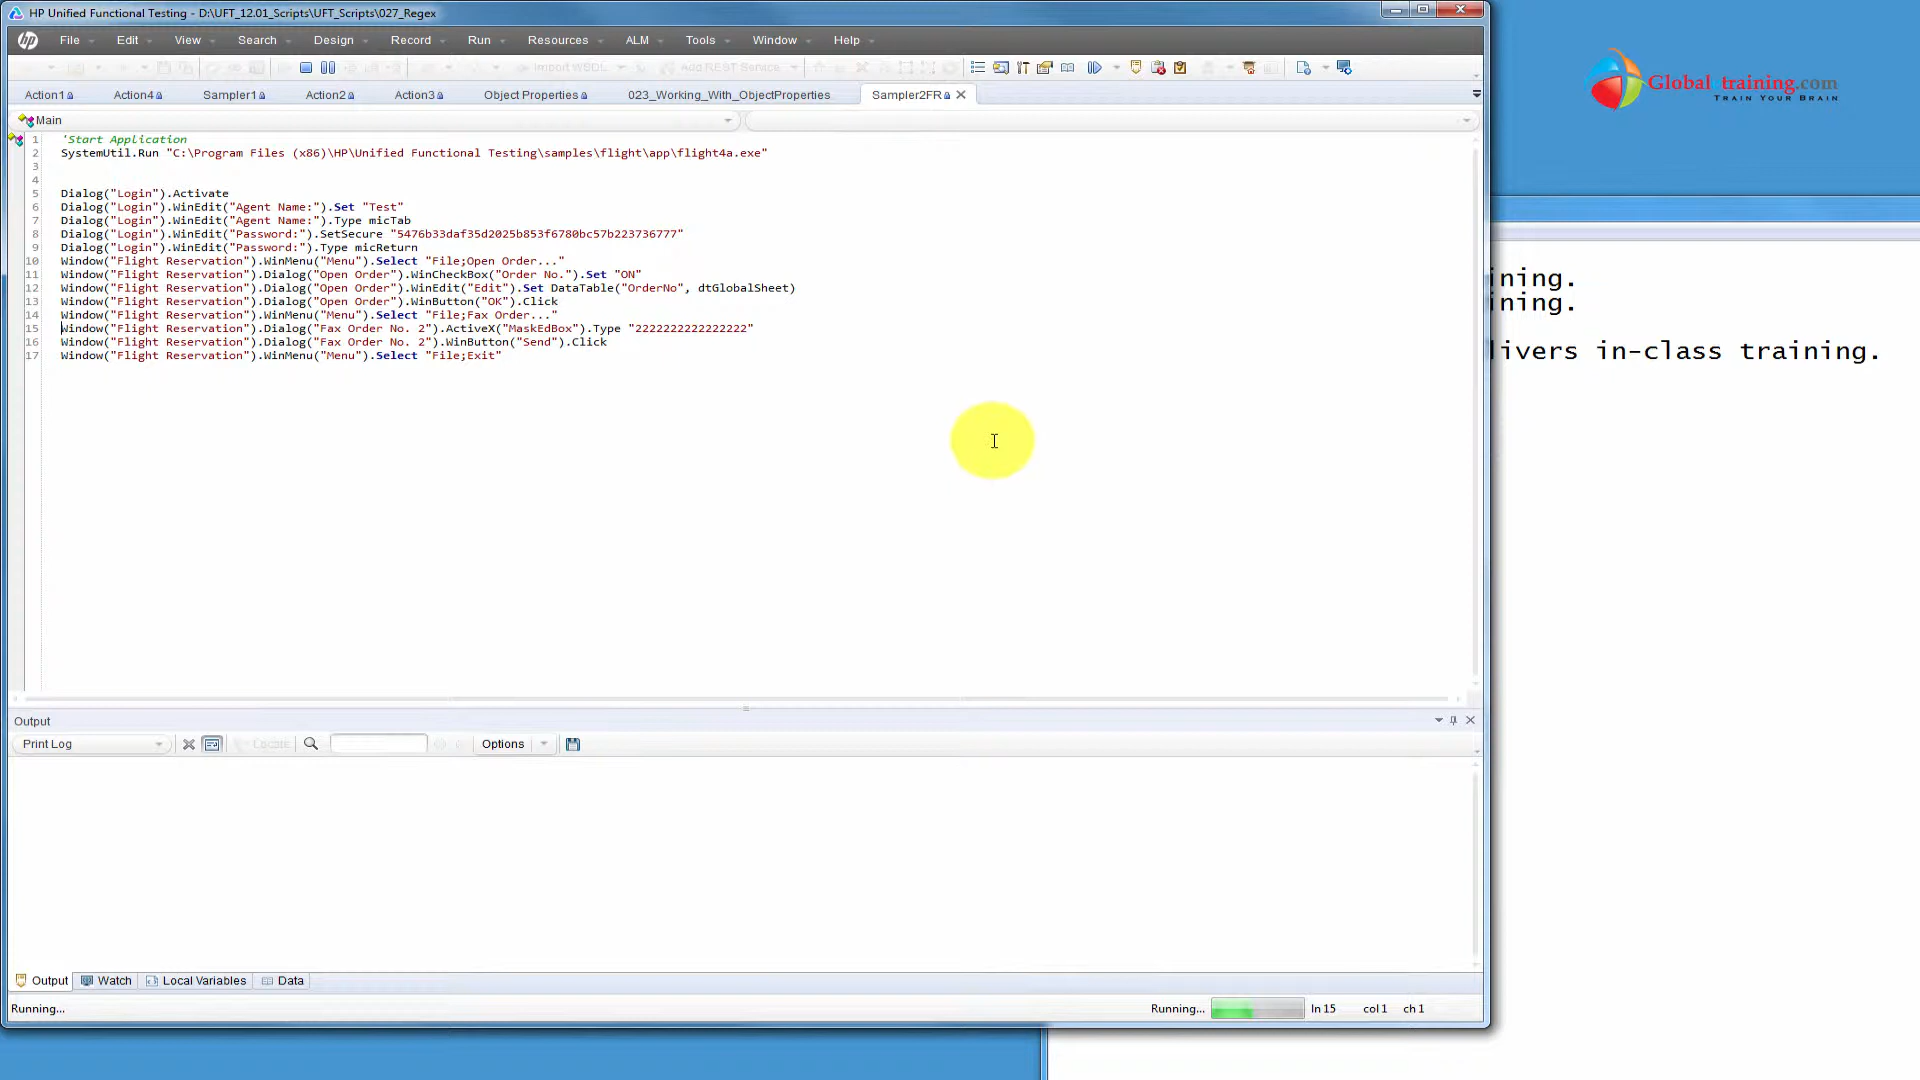 HP Unified Functional Testing - D:\UFT_12.01_Scripts\UFT_Scripts\027_Regex
hp File Edit View Search Design Record Run Resources ALM Tools Window Help
Import WSDL Add REST Service
Action1 Action4 Sampler1 Action2 Action3 Object Properties 023_Working_With_ObjectProperties Sampler2FR
Main
1 'Start Application
2 SystemUtil.Run "C:\Program Files (x86)\HP\Unified Functional Testing\samples\flight\app\flight4a.exe"
3
4
5 Dialog("Login").Activate
6 Dialog("Login").WinEdit("Agent Name:").Set "Test"
7 Dialog("Login").WinEdit("Agent Name:").Type micTab
8 Dialog("Login").WinEdit("Password:").SetSecure "5476b33daf35d2025b853f6780bc57b223736777"
9 Dialog("Login").WinEdit("Password:").Type micReturn
10 Window("Flight Reservation").WinMenu("Menu").Select "File;Open Order..."
11 Window("Flight Reservation").Dialog("Open Order").WinCheckBox("Order No.").Set "ON"
12 Window("Flight Reservation").Dialog("Open Order").WinEdit("Edit").Set DataTable("OrderNo", dtGlobalSheet)
13 Window("Flight Reservation").Dialog("Open Order").WinButton("OK").Click
14 Window("Flight Reservation").WinMenu("Menu").Select "File;Fax Order..."
15 Window("Flight Reservation").Dialog("Fax Order No. 2").ActiveX("MaskEdBox").Type "2222222222222222"
16 Window("Flight Reservation").Dialog("Fax Order No. 2").WinButton("Send").Click
17 Window("Flight Reservation").WinMenu("Menu").Select "File;Exit"
Output
Print Log Locate Options
Output Watch Local Variables Data
Running... Running... ln 15 col 1 ch 1
Global training.com
TRAIN YOUR BRAIN
ining.
ining.
livers in-class training.